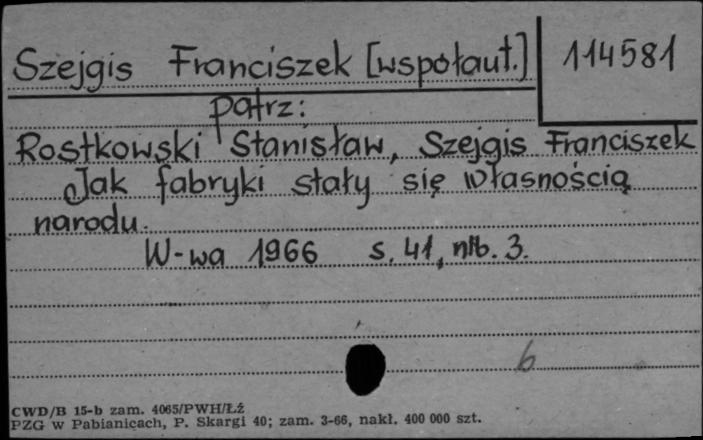 Szejgis Franciszek [współaut.] 114581
patrz:
Rostkowski Stanisław, Szejgis Franciszek
Jak fabryki stały się własnością
narodu.
W-wa 1966 s. 41, nlb. 3.
6
CWD/B 15-b zam. 4065/PWH/Łż
PZG w Pabianicach, P. Skargi 40; zam. 3-66, nakł. 400 000 szt.